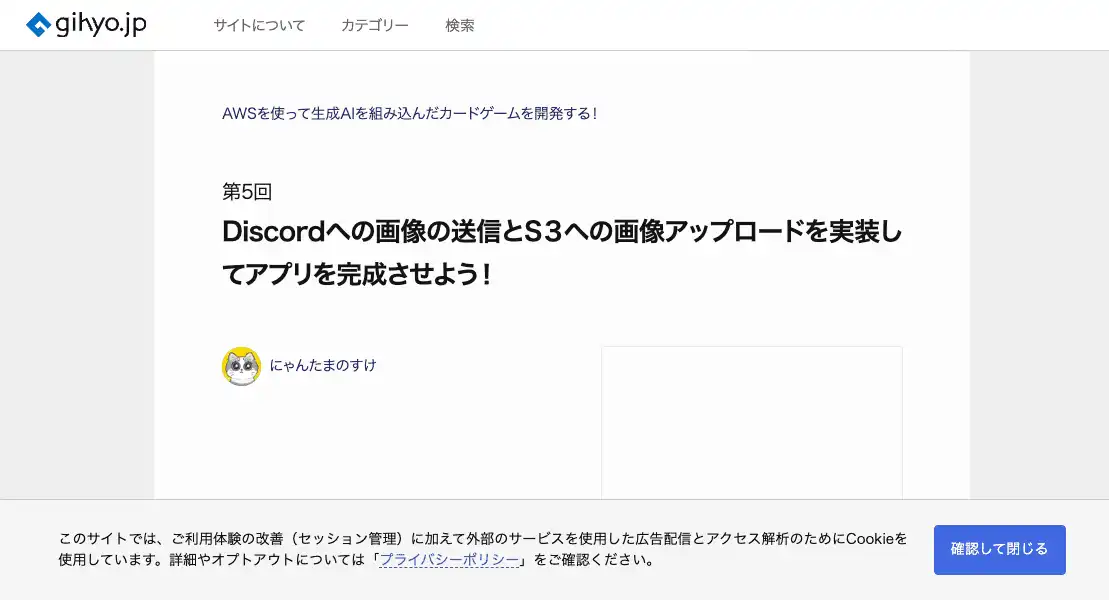 gihyo.jp
サイトについて
カテゴリー
検索
AWSを使って生成AIを組み込んだカードゲームを開発する!
第5回
Discordへの画像の送信とS3への画像アップロードを実装し
てアプリを完成させよう!
にゃんたまのすけ
このサイトでは、ご利用体験の改善（セッション管理）に加えて外部のサービスを使用した広告配信とアクセス解析のためにCookieを
使用しています。詳細やオプトアウトについては「プライバシーポリシー」をご確認ください。
確認して閉じる